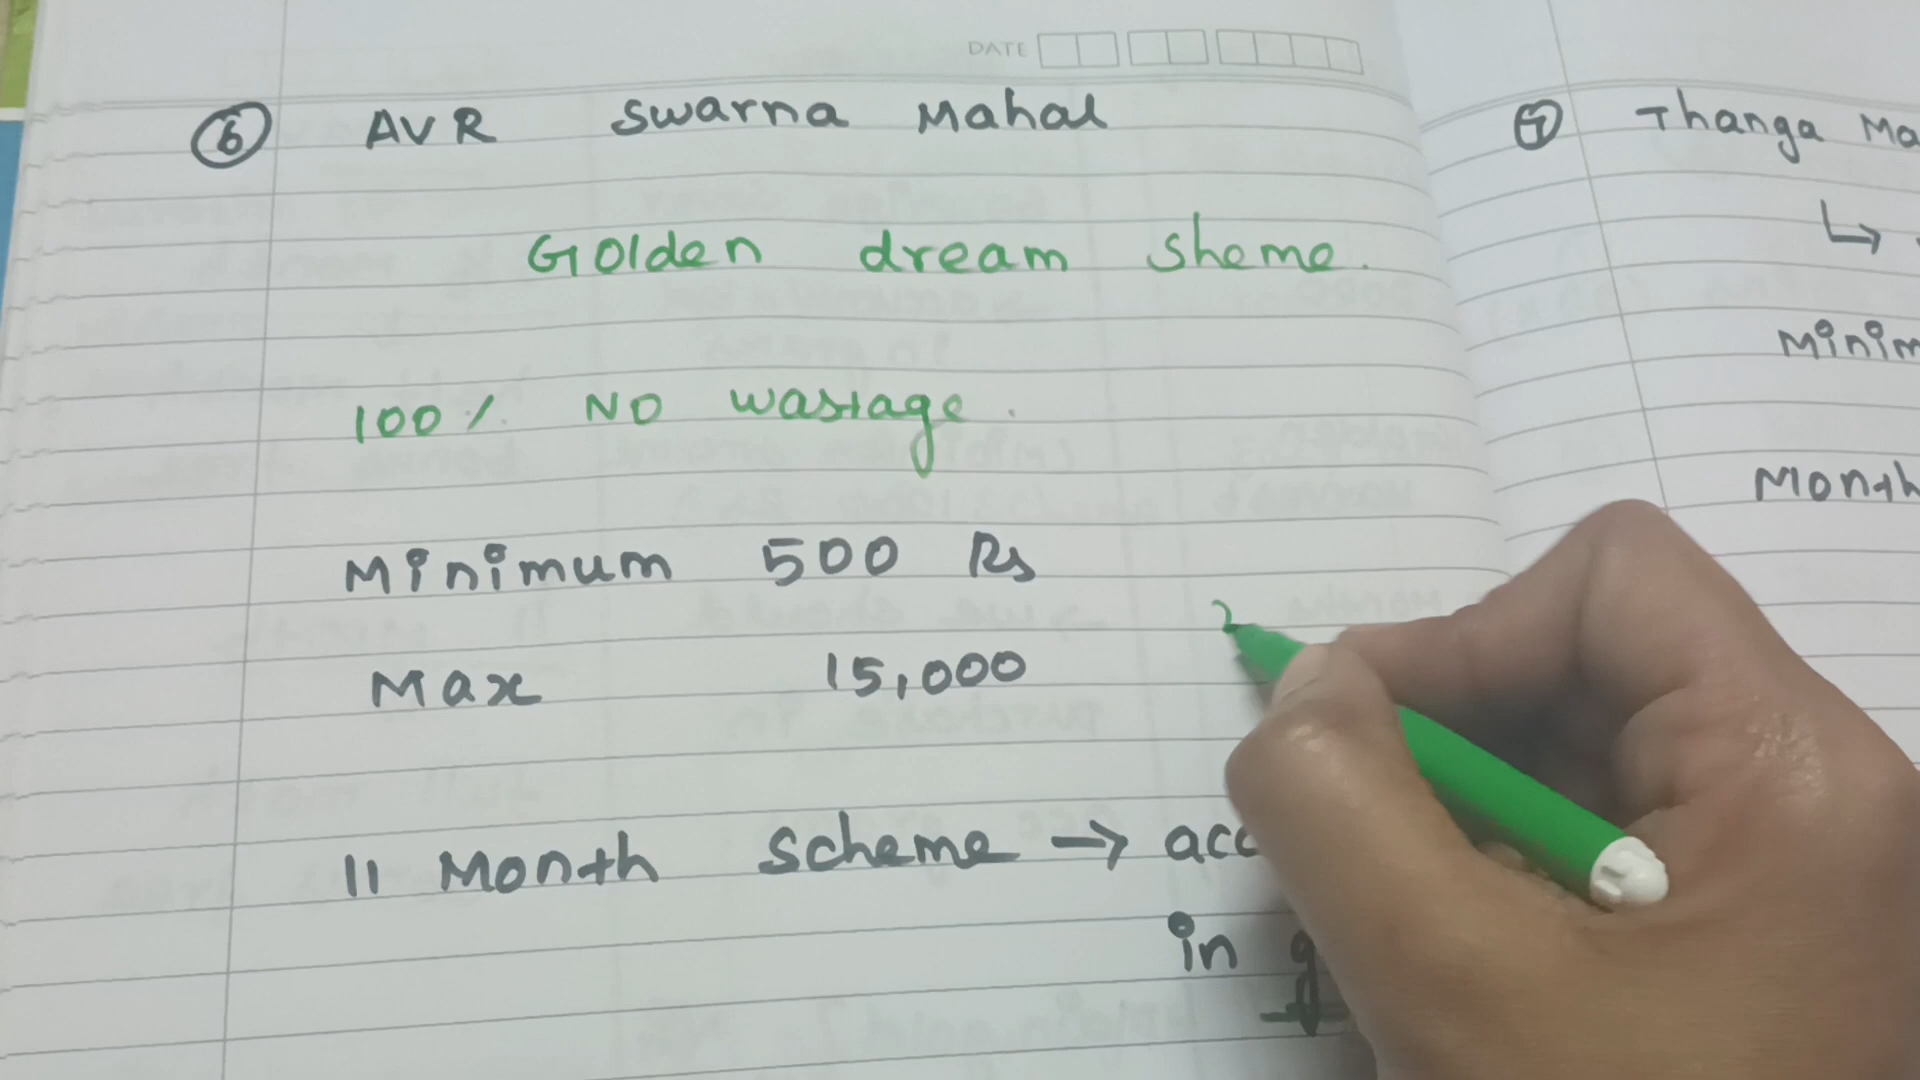 DATE
6 AVR Swarna Mahal
Golden dream sheme.
100% NO wastage.
Minimum 500 Rs
Max 15,000
11 Month scheme → acc
in g
7 Thanga Ma
↳
Minim
Month